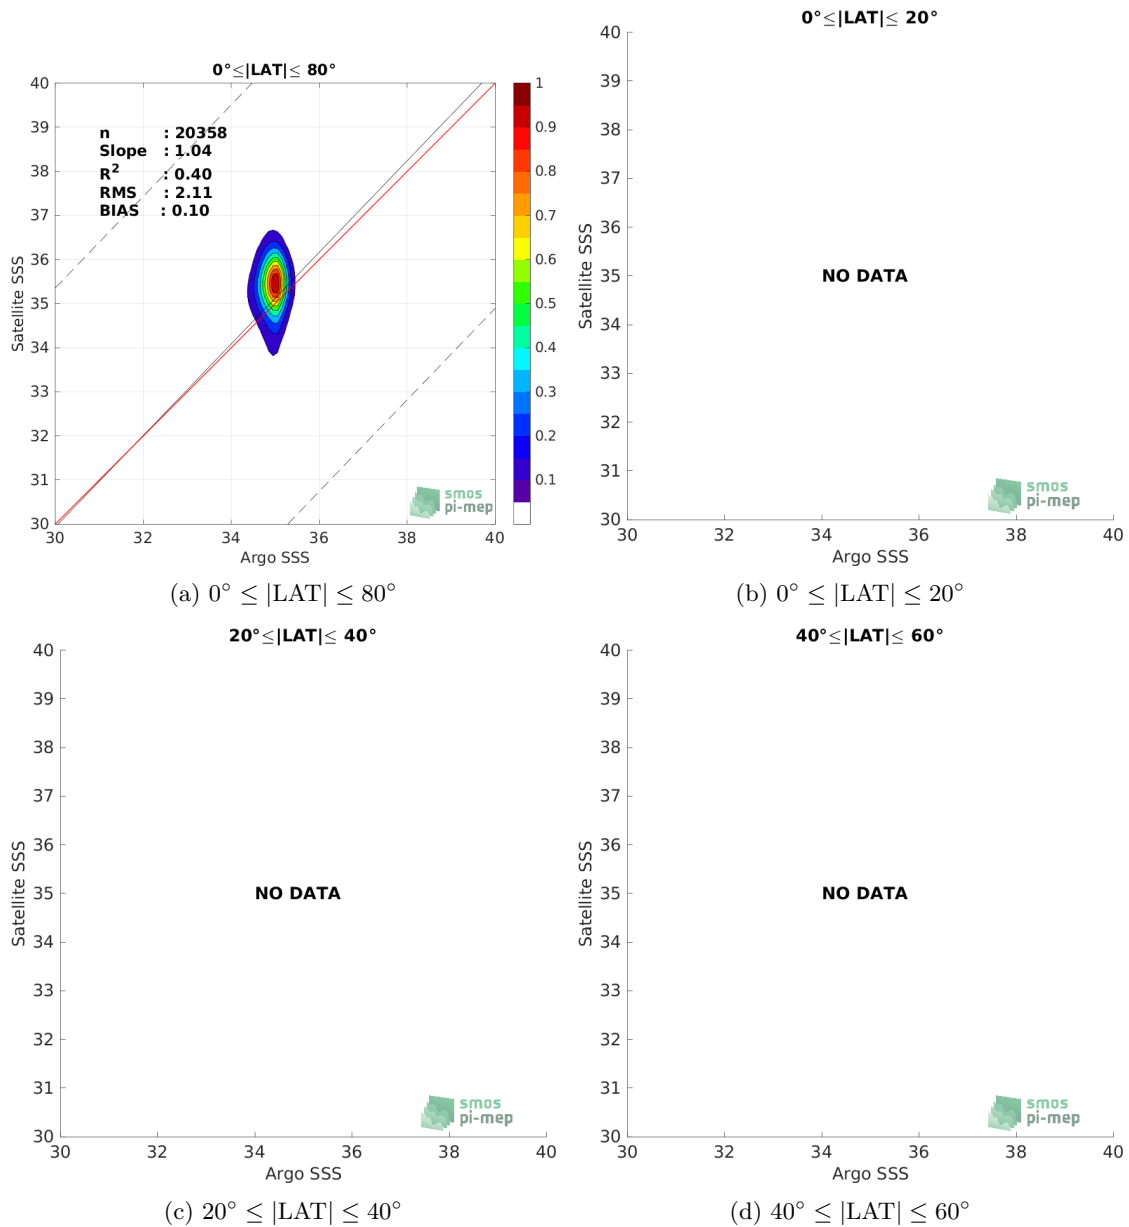 0°≤|LAT|≤ 80°
40
39
38
37
36
35
34
33
32
31
30
Satellite SSS
n : 20358
Slope : 1.04
R² : 0.40
RMS : 2.11
BIAS : 0.10
1
0.9
0.8
0.7
0.6
0.5
0.4
0.3
0.2
0.1
smos
pi-mep
30 32 34 36 38 40
Argo SSS
(a) 0° ≤ |LAT| ≤ 80°
0°≤|LAT|≤ 20°
40
39
38
37
36
35
34
33
32
31
30
Satellite SSS
NO DATA
smos
pi-mep
30 32 34 36 38 40
Argo SSS
(b) 0° ≤ |LAT| ≤ 20°
20°≤|LAT|≤ 40°
40
39
38
37
36
35
34
33
32
31
30
Satellite SSS
NO DATA
smos
pi-mep
30 32 34 36 38 40
Argo SSS
(c) 20° ≤ |LAT| ≤ 40°
40°≤|LAT|≤ 60°
40
39
38
37
36
35
34
33
32
31
30
Satellite SSS
NO DATA
smos
pi-mep
30 32 34 36 38 40
Argo SSS
(d) 40° ≤ |LAT| ≤ 60°